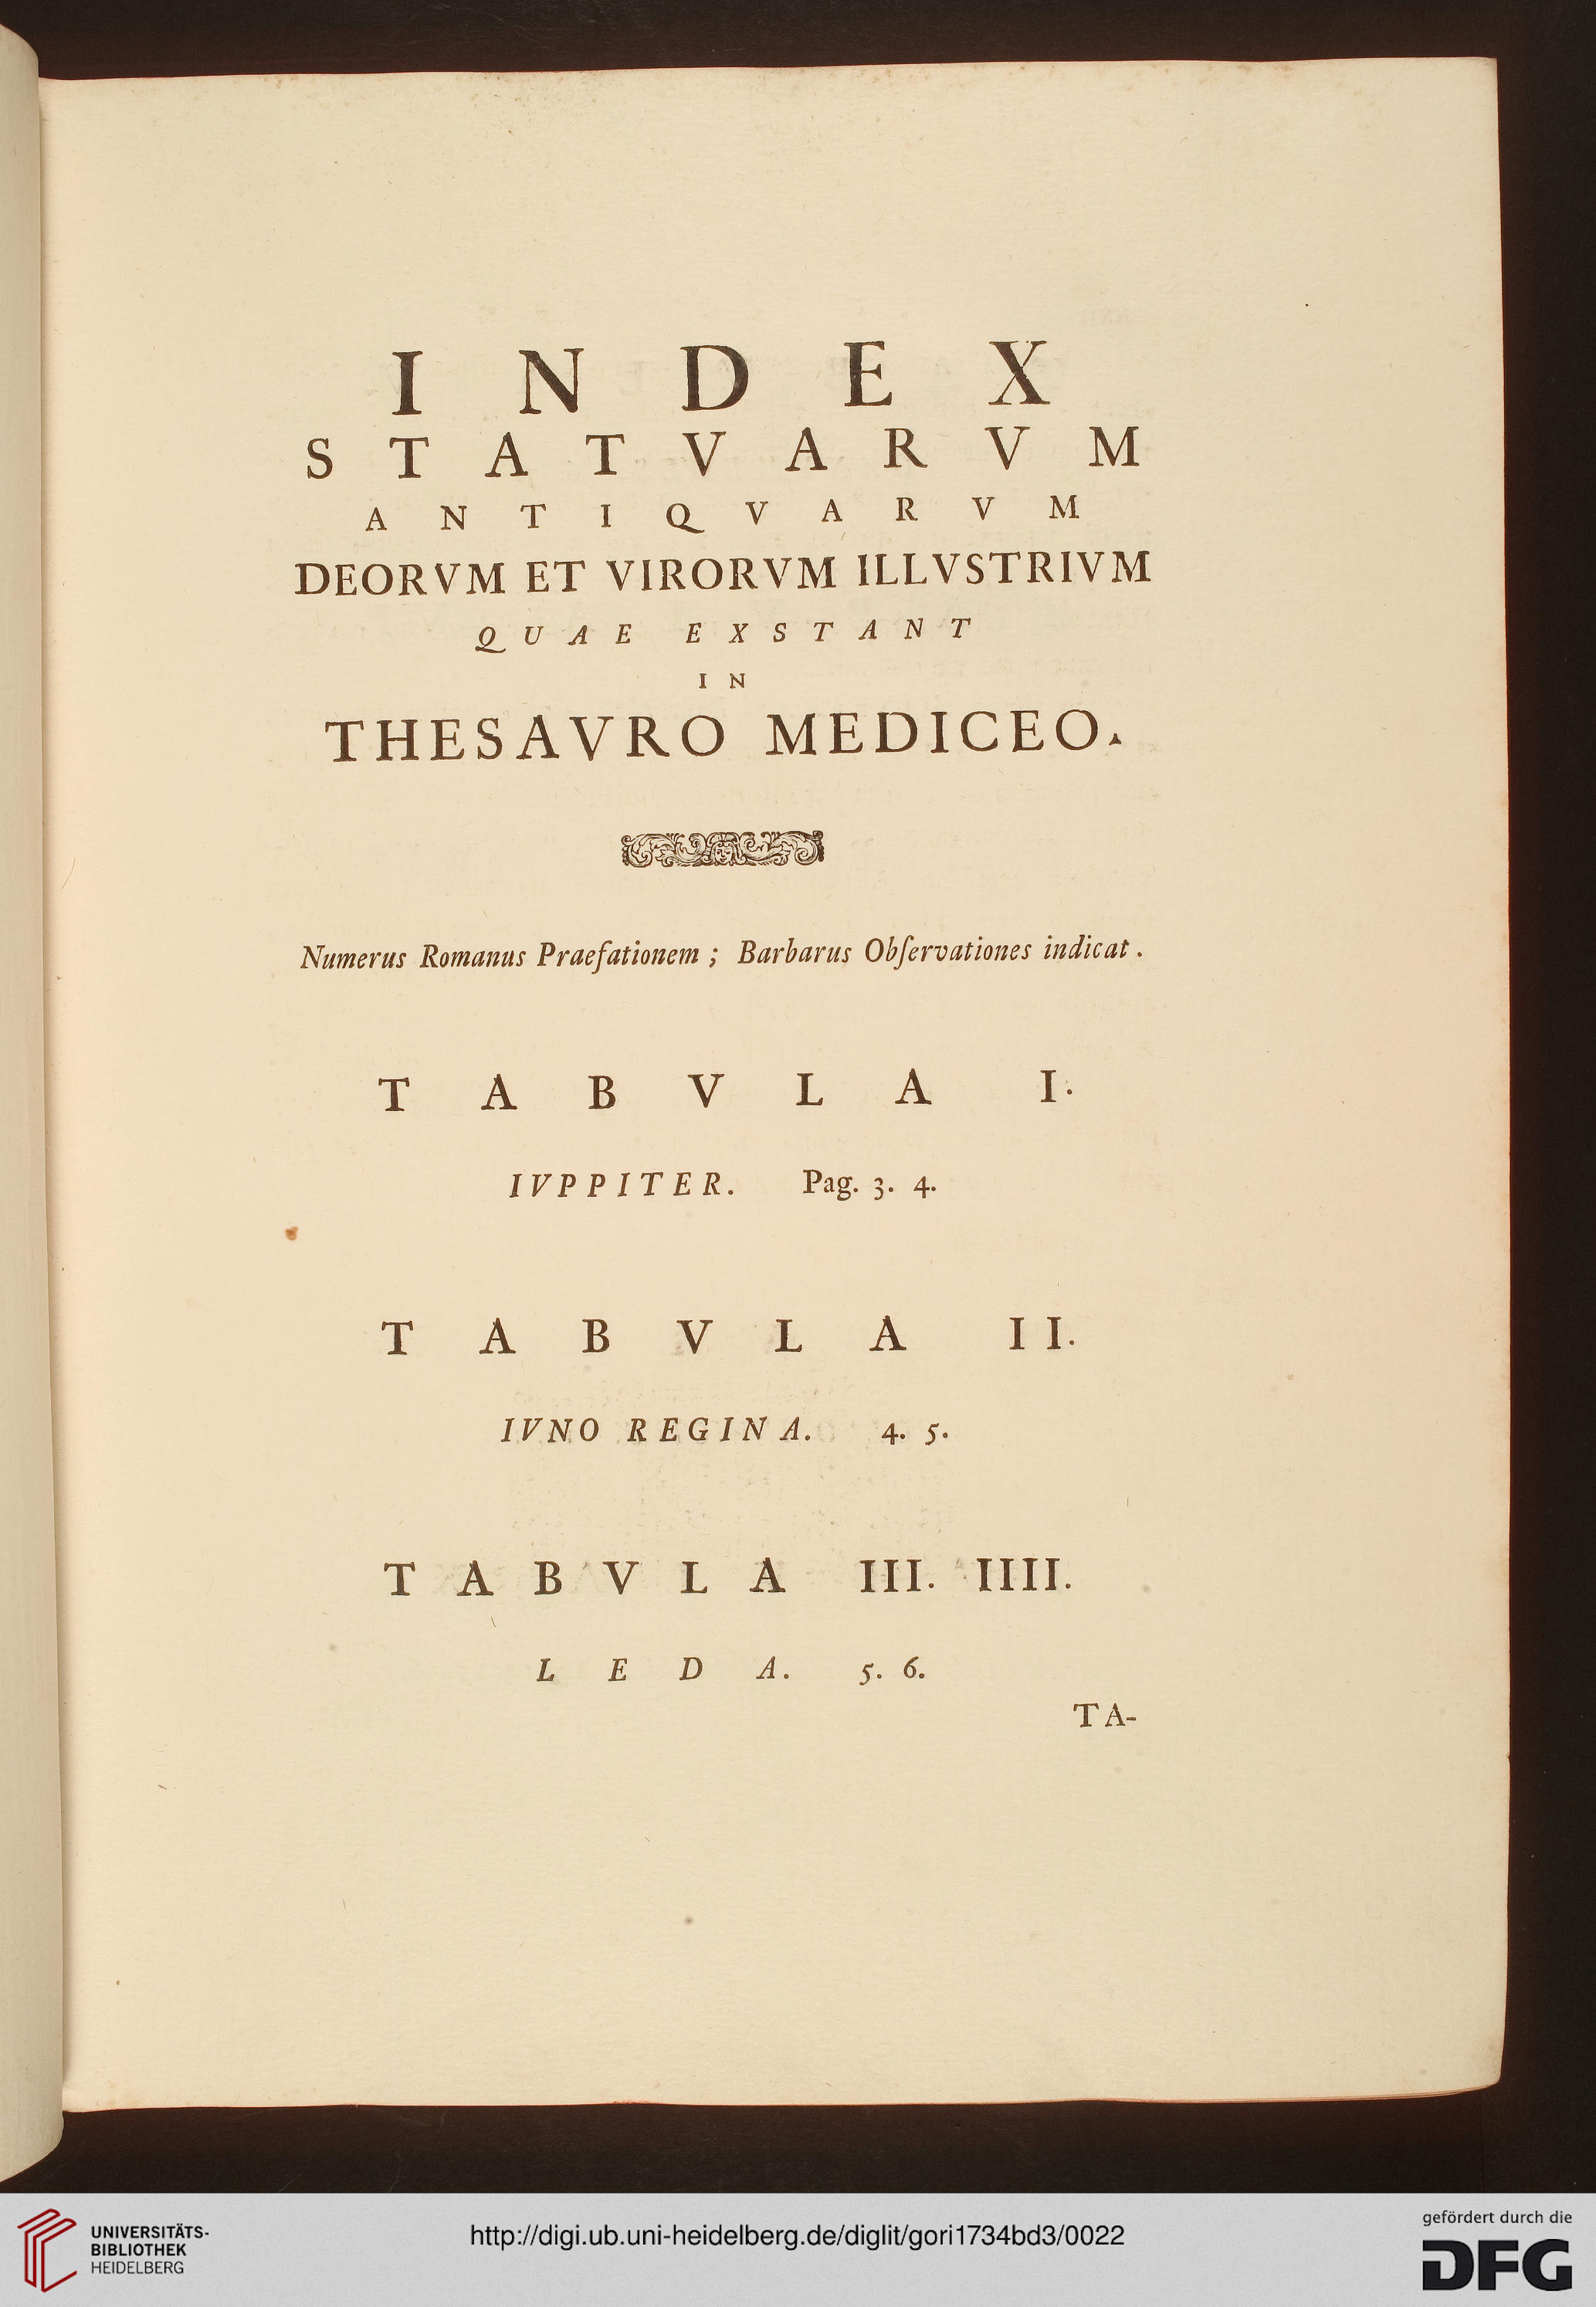 INDEX
STATVARVM
ANTIQVARVM
DEORVM ET VIRORVM ILLVSTRIVM
QUAE EXSTANT
IN
THESAVRO MEDICEO.
Numerus Romanus Praefationem ; Barbarus Obſervationes indicat .
TABVLA I.
IVPPITER. Pag. 3. 4.
TABVLA II.
IVNO REGINA. 4. 5.
TABVLA III. IIII.
LEDA. 5. 6.
TA-
UNIVERSITÄTS-
BIBLIOTHEK
HEIDELBERG
http://digi.ub.uni-heidelberg.de/diglit/gori1734bd3/0022
gefördert durch die
DFG